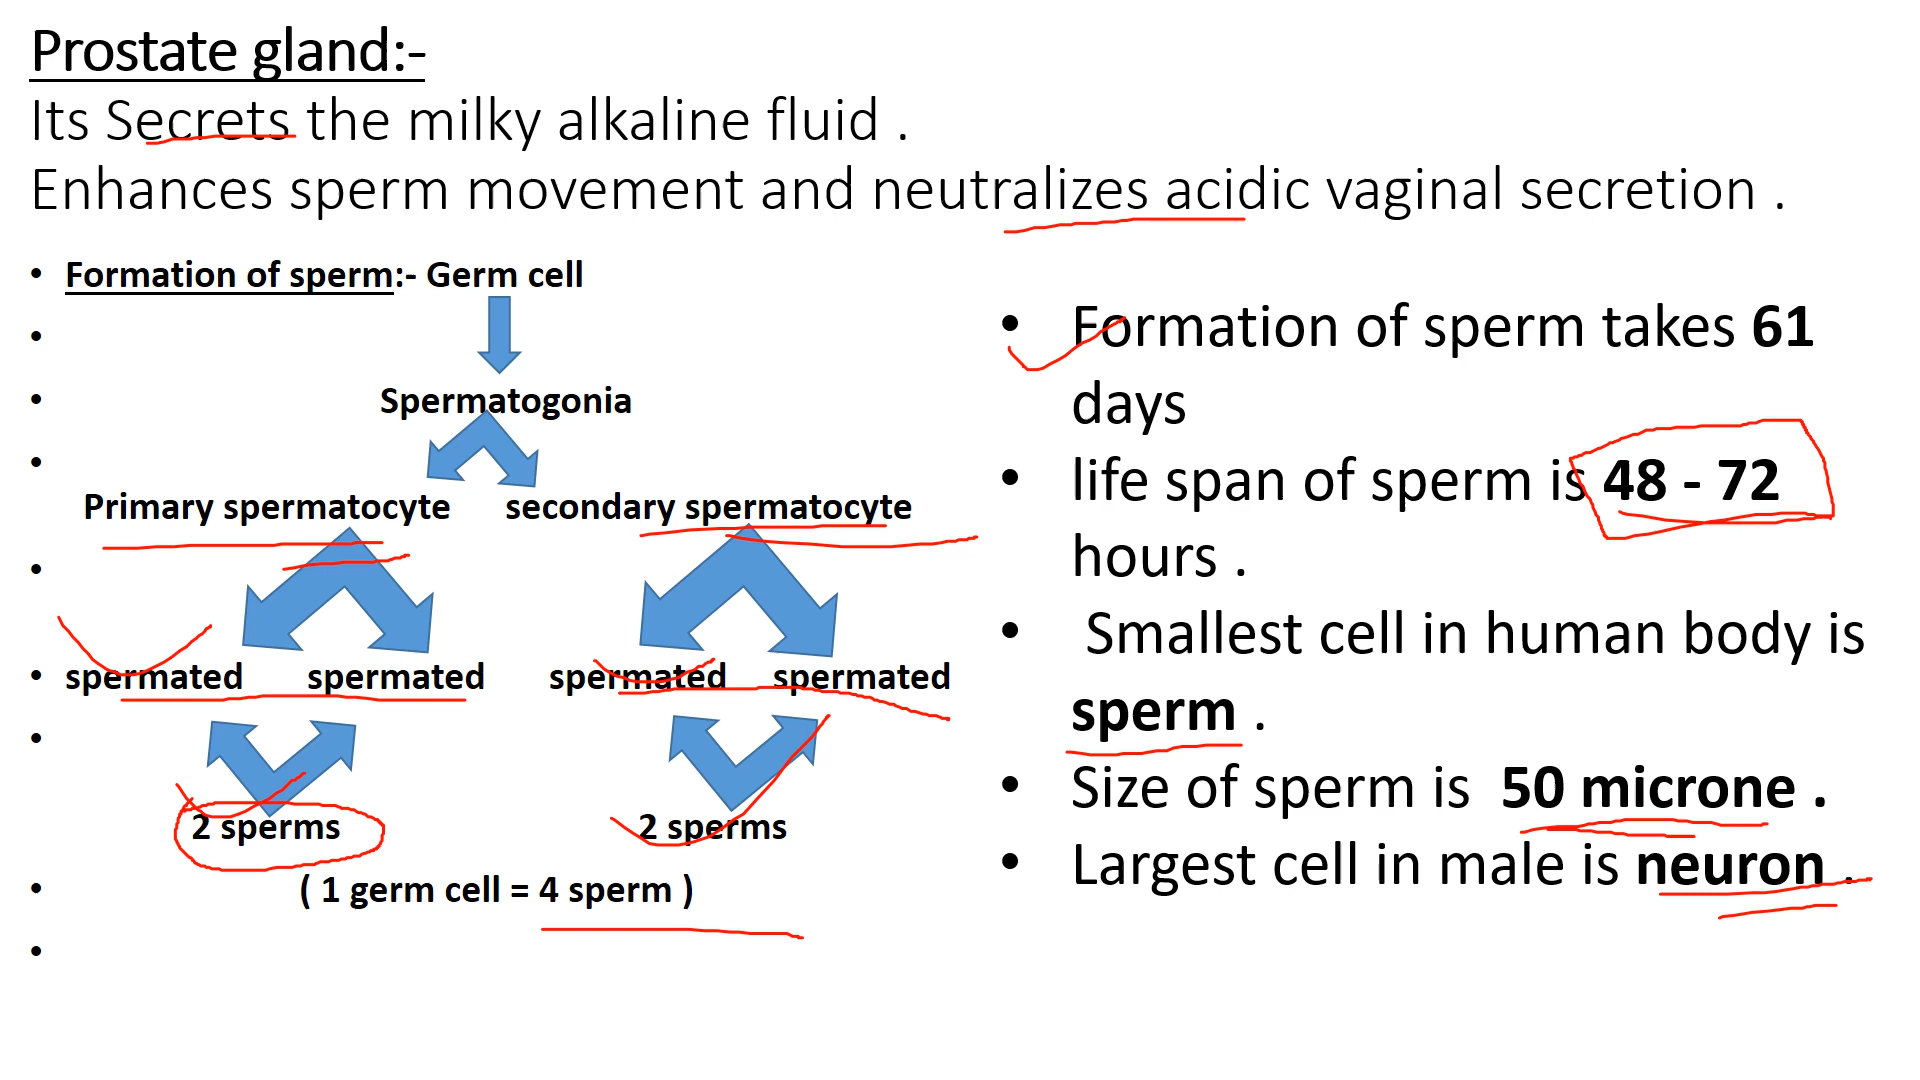 Prostate gland:-
Its Secrets the milky alkaline fluid .
Enhances sperm movement and neutralizes acidic vaginal secretion .
• Formation of sperm:- Germ cell
•
• Spermatogonia
•
Primary spermatocyte secondary spermatocyte
•
• spermated spermated spermated spermated
•
2 sperms 2 sperms
• ( 1 germ cell = 4 sperm )
•
• Formation of sperm takes 61
days
• life span of sperm is 48 - 72
hours .
• Smallest cell in human body is
sperm .
• Size of sperm is 50 microne .
• Largest cell in male is neuron .